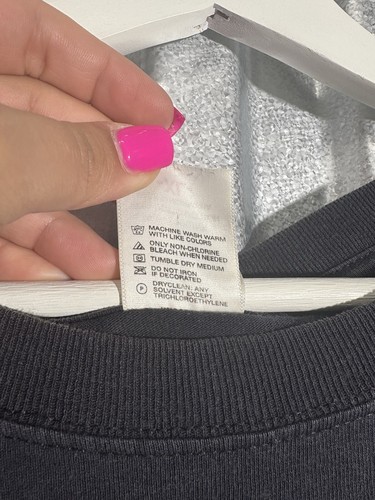 MACHINE WASH WARM
WITH LIKE COLORS
ONLY NON-CHLORINE
BLEACH WHEN NEEDED
TUMBLE DRY MEDIUM
DO NOT IRON
IF DECORATED
P DRYCLEAN: ANY
SOLVENT EXCEPT
TRICHLOROETHYLENE